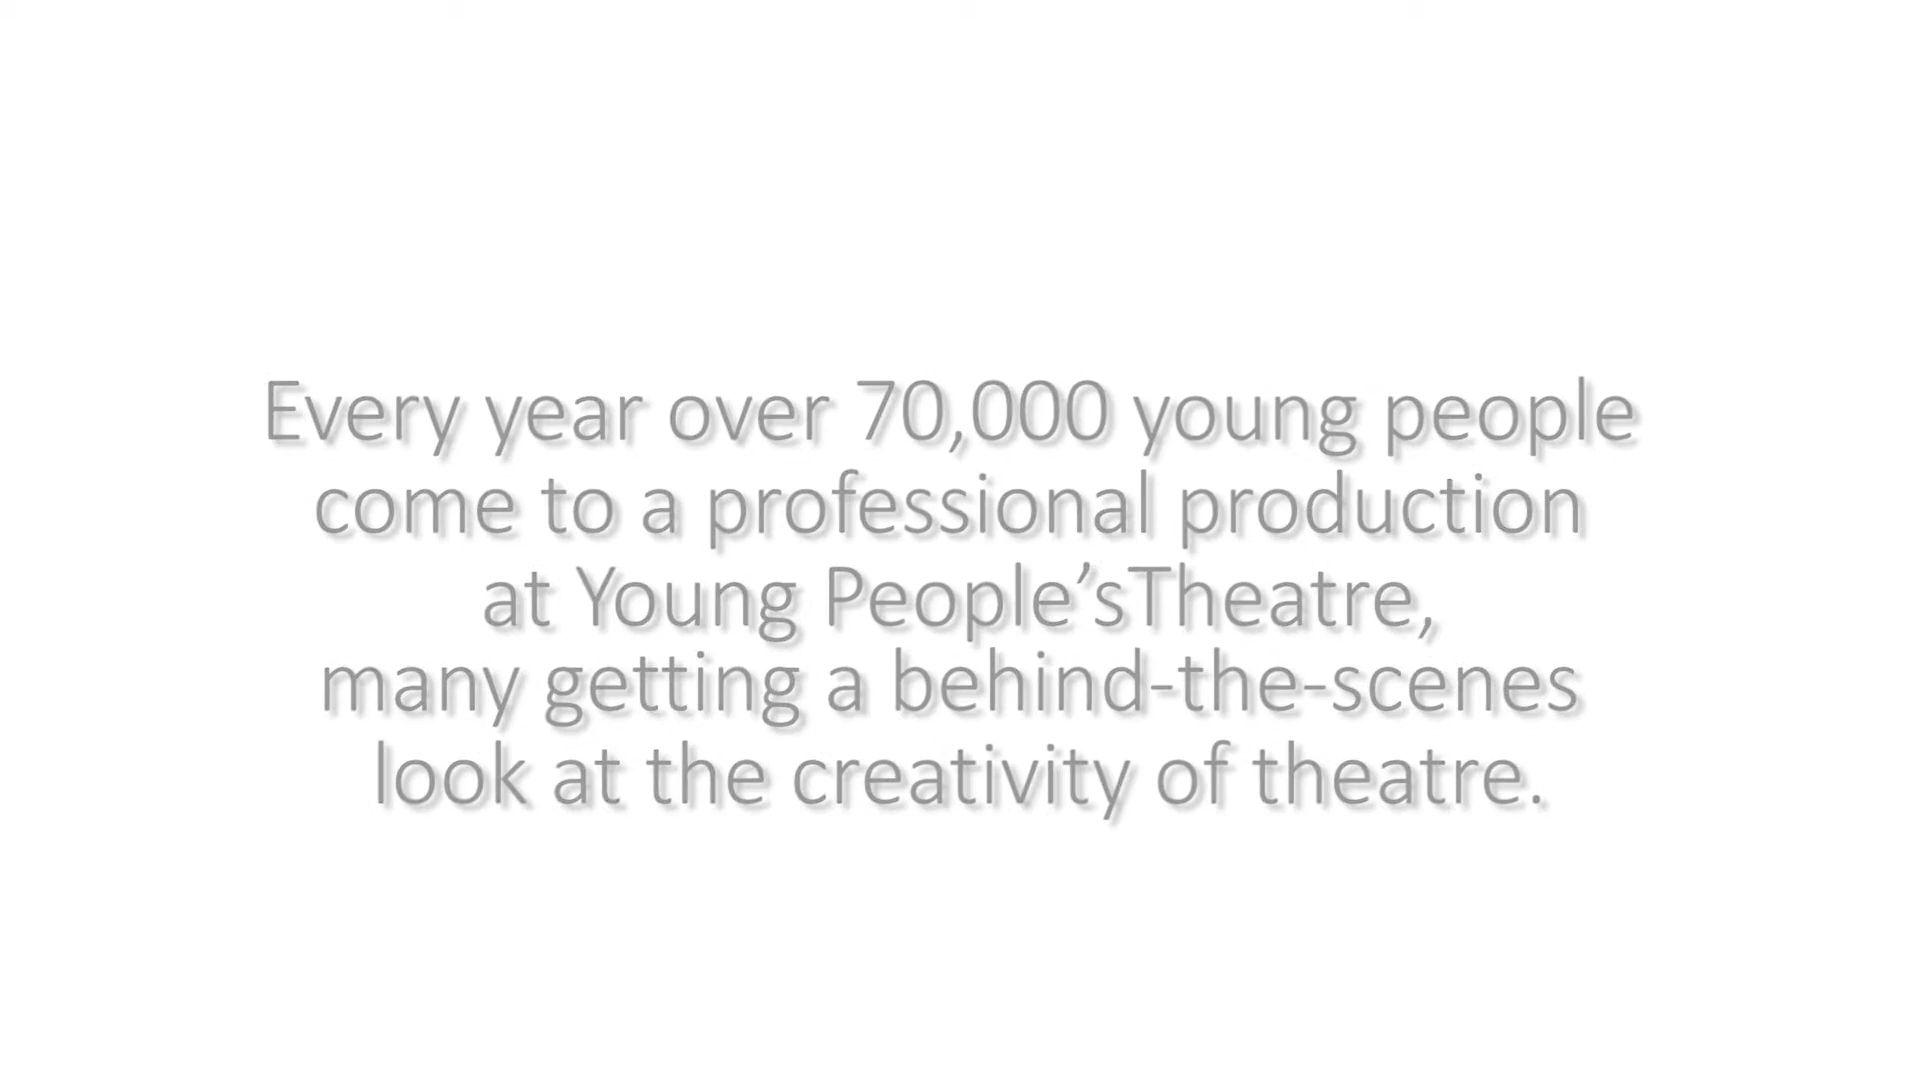 Every year over 70,000 young people
come to a professional production
at Young People’sTheatre,
many getting a behind-the-scenes
look at the creativity of theatre.